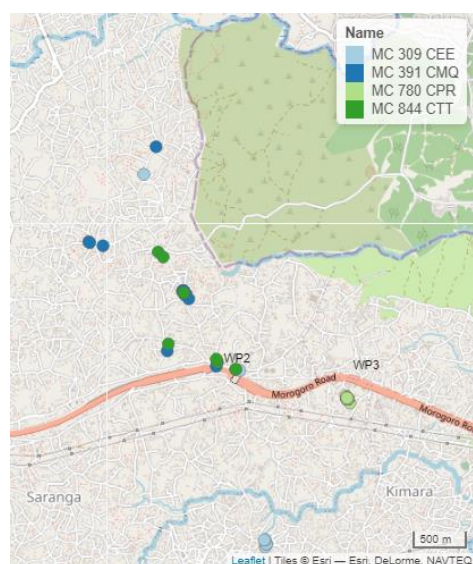 Name
MC 309 CEE
MC 391 CMQ
MC 780 CPR
MC 844 CTT
WP2
WP3
Morogoro Road
Morogoro Roa
Saranga
Kimara
500 m
Leaflet | Tiles © Esri — Esri, DeLorme, NAVTEQ